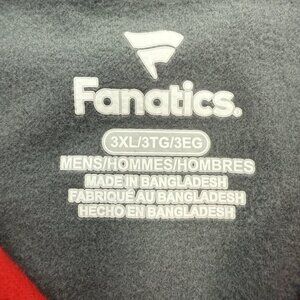 Fanatics.
3XL/3TG/3EG
MENS/HOMMES/HOMBRES
MADE IN BANGLADESH
FABRIQUÉ AU BANGLADESH
HECHO EN BANGLADESH